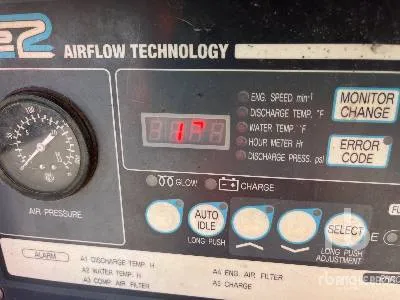 AIRFLOW TECHNOLOGY
ENG. SPEED min⁻¹
DISCHARGE TEMP. °F
WATER TEMP. °F
HOUR METER Hr
DISCHARGE PRESS. psi
MONITOR
CHANGE
ERROR
CODE
GLOW
CHARGE
AIR PRESSURE
AUTO
IDLE
LONG PUSH
SELECT
LONG PUSH
ADJUSTMENT
ALARM
A1 DISCHARGE TEMP. H
A2 WATER TEMP. H
A3 COMP. AIR FILTER
A4 ENG. AIR FILTER
A5 CHARGE